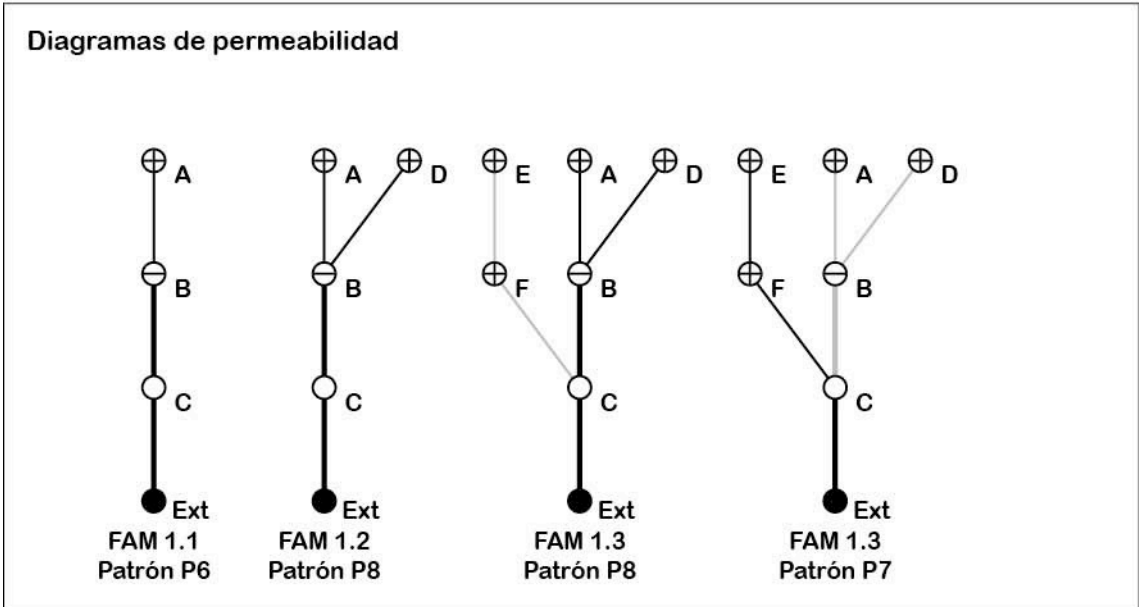 Diagramas de permeabilidad
A
A
D
E
A
D
E
A
D
B
B
F
B
F
B
C
C
C
C
Ext
Ext
Ext
Ext
FAM 1.1
FAM 1.2
FAM 1.3
FAM 1.3
Patrón P6
Patrón P8
Patrón P8
Patrón P7